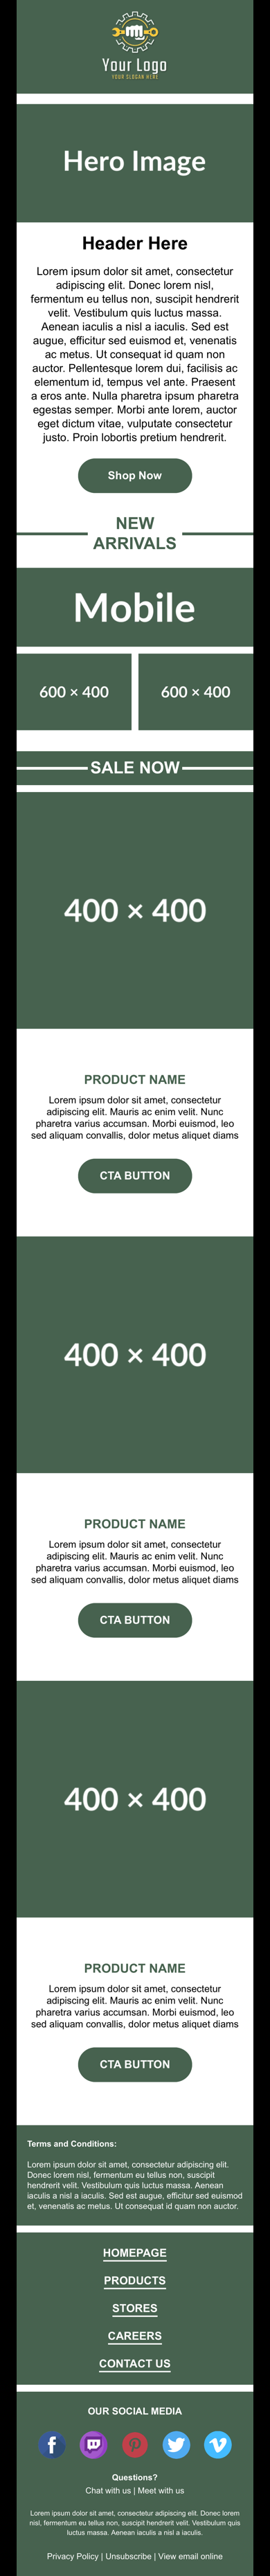 Your Logo
YOUR SLOGAN HERE
Hero Image
Header Here
Lorem ipsum dolor sit amet, consectetur
adipiscing elit. Donec lorem nisl,
fermentum eu tellus non, suscipit hendrerit
velit. Vestibulum quis luctus massa.
Aenean iaculis a nisl a iaculis. Sed est
augue, efficitur sed euismod et, venenatis
ac metus. Ut consequat id quam non
auctor. Pellentesque lorem dui, facilisis ac
elementum id, tempus vel ante. Praesent
a eros ante. Nulla pharetra ipsum pharetra
egestas semper. Morbi ante lorem, auctor
eget dictum vitae, vulputate consectetur
justo. Proin lobortis pretium hendrerit.
Shop Now
NEW
ARRIVALS
Mobile
600 × 400 600 × 400
SALE NOW
400 × 400
PRODUCT NAME
Lorem ipsum dolor sit amet, consectetur
adipiscing elit. Mauris ac enim velit. Nunc
pharetra varius accumsan. Morbi euismod, leo
sed aliquam convallis, dolor metus aliquet diams
CTA BUTTON
400 × 400
PRODUCT NAME
Lorem ipsum dolor sit amet, consectetur
adipiscing elit. Mauris ac enim velit. Nunc
pharetra varius accumsan. Morbi euismod, leo
sed aliquam convallis, dolor metus aliquet diams
CTA BUTTON
400 × 400
PRODUCT NAME
Lorem ipsum dolor sit amet, consectetur
adipiscing elit. Mauris ac enim velit. Nunc
pharetra varius accumsan. Morbi euismod, leo
sed aliquam convallis, dolor metus aliquet diams
CTA BUTTON
Terms and Conditions:
Lorem ipsum dolor sit amet, consectetur adipiscing elit.
Donec lorem nisl, fermentum eu tellus non, suscipit
hendrerit velit. Vestibulum quis luctus massa. Aenean
iaculis a nisl a iaculis. Sed est augue, efficitur sed euismod
et, venenatis ac metus. Ut consequat id quam non auctor.
HOMEPAGE
PRODUCTS
STORES
CAREERS
CONTACT US
OUR SOCIAL MEDIA
Questions?
Chat with us | Meet with us
Lorem ipsum dolor sit amet, consectetur adipiscing elit. Donec lorem
nisl, fermentum eu tellus non, suscipit hendrerit velit. Vestibulum quis
luctus massa. Aenean iaculis a nisl a iaculis.
Privacy Policy | Unsubscribe | View email online